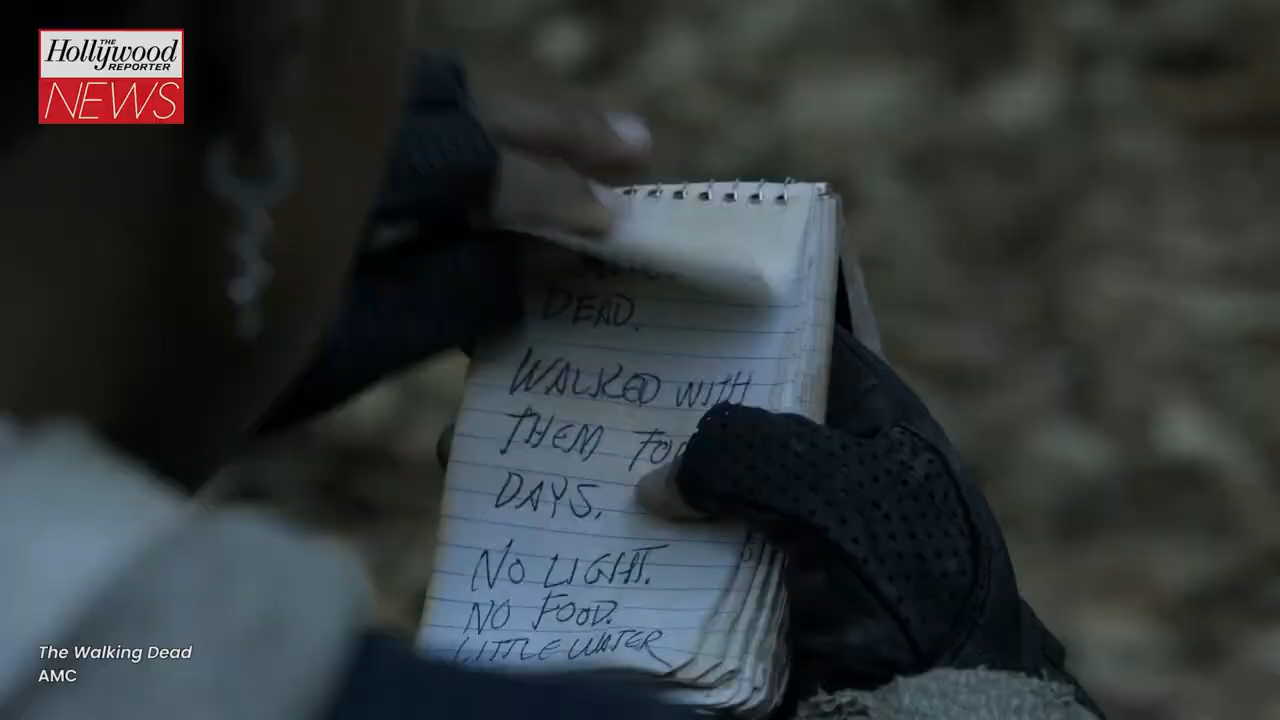 THE
Hollywood
REPORTER
NEWS
DEAD.
WALKED WITH
THEM FOR
DAYS.
NO LIGHT.
NO FOOD.
LITTLE WATER
The Walking Dead
AMC